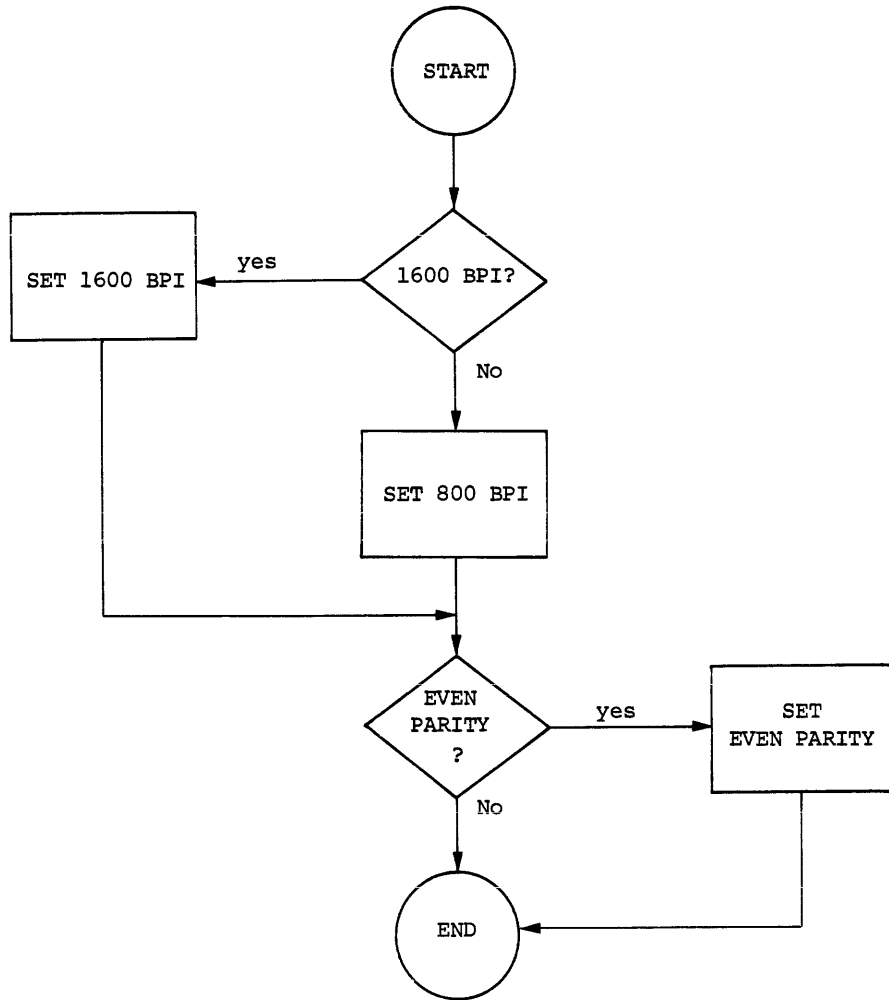 START
1600 BPI?
yes
SET 1600 BPI
No
SET 800 BPI
EVEN
PARITY
?
yes
SET
EVEN PARITY
No
END